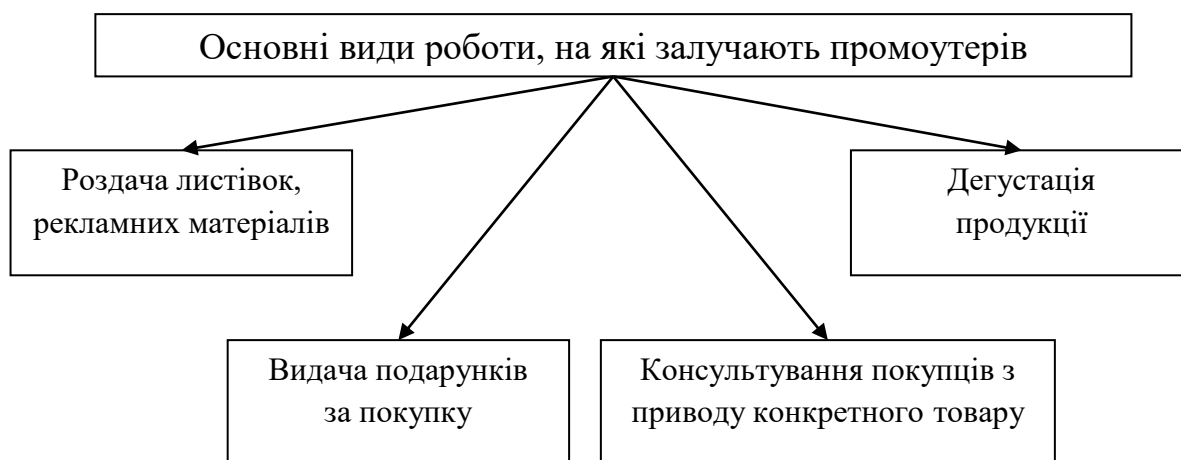 Основні види роботи, на які залучають промоутерів
Роздача листівок,
рекламних матеріалів
Дегустація
продукції
Видача подарунків
за покупку
Консультування покупців з
приводу конкретного товару